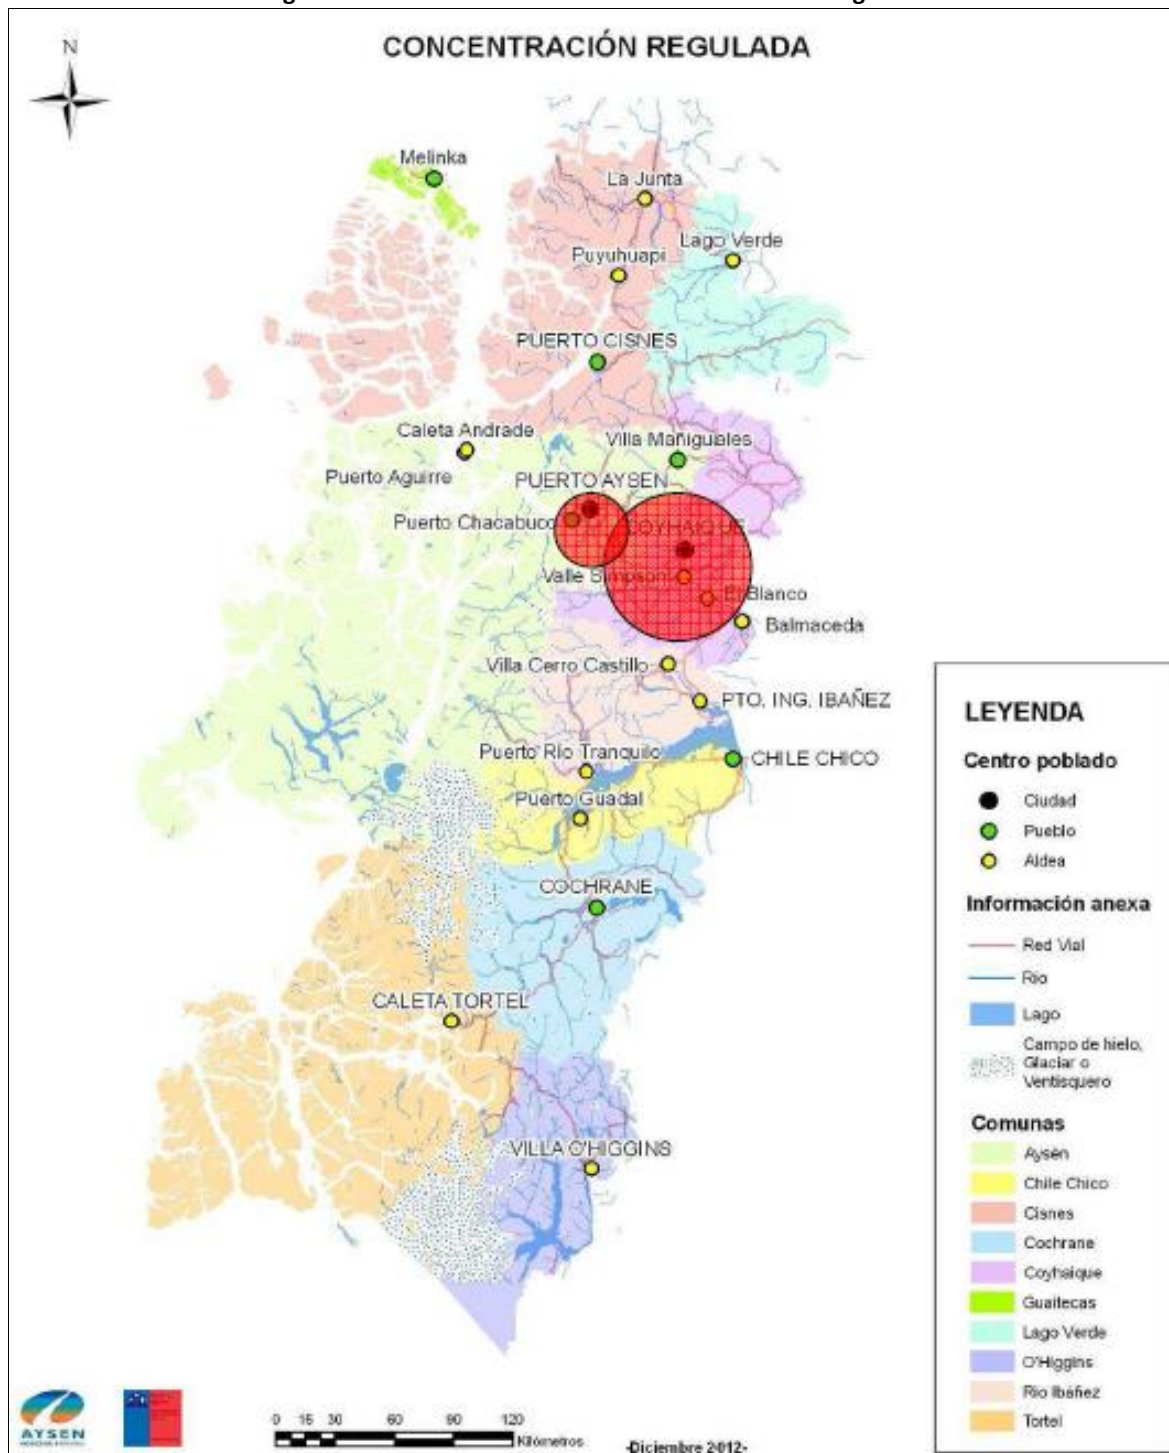 CONCENTRACIÓN REGULADA
N
Melinka
La Junta
Lago Verde
Puyuhuapi
PUERTO CISNES
Caleta Andrade
Villa Mañiguales
Puerto Aguirre
PUERTO AYSEN
Puerto Chacabuco
COYHAIQUE
Valle Simpson
El Blanco
Balmaceda
Villa Cerro Castillo
PTO. ING. IBAÑEZ
Puerto Río Tranquilo
CHILE CHICO
Puerto Guadal
COCHRANE
CALETA TORTEL
VILLA O'HIGGINS
LEYENDA
Centro poblado
Ciudad
Pueblo
Aldea
Información anexa
Red Vial
Rio
Lago
Campo de hielo,
Glaciar o
Ventisquero
Comunas
Aysén
Chile Chico
Cisnes
Cochrane
Coyhaique
Guaitecas
Lago Verde
O'Higgins
Río Ibáñez
Tortel
AYSEN
0 15 30 60 90 120
Kilómetros
-Diciembre 2012-